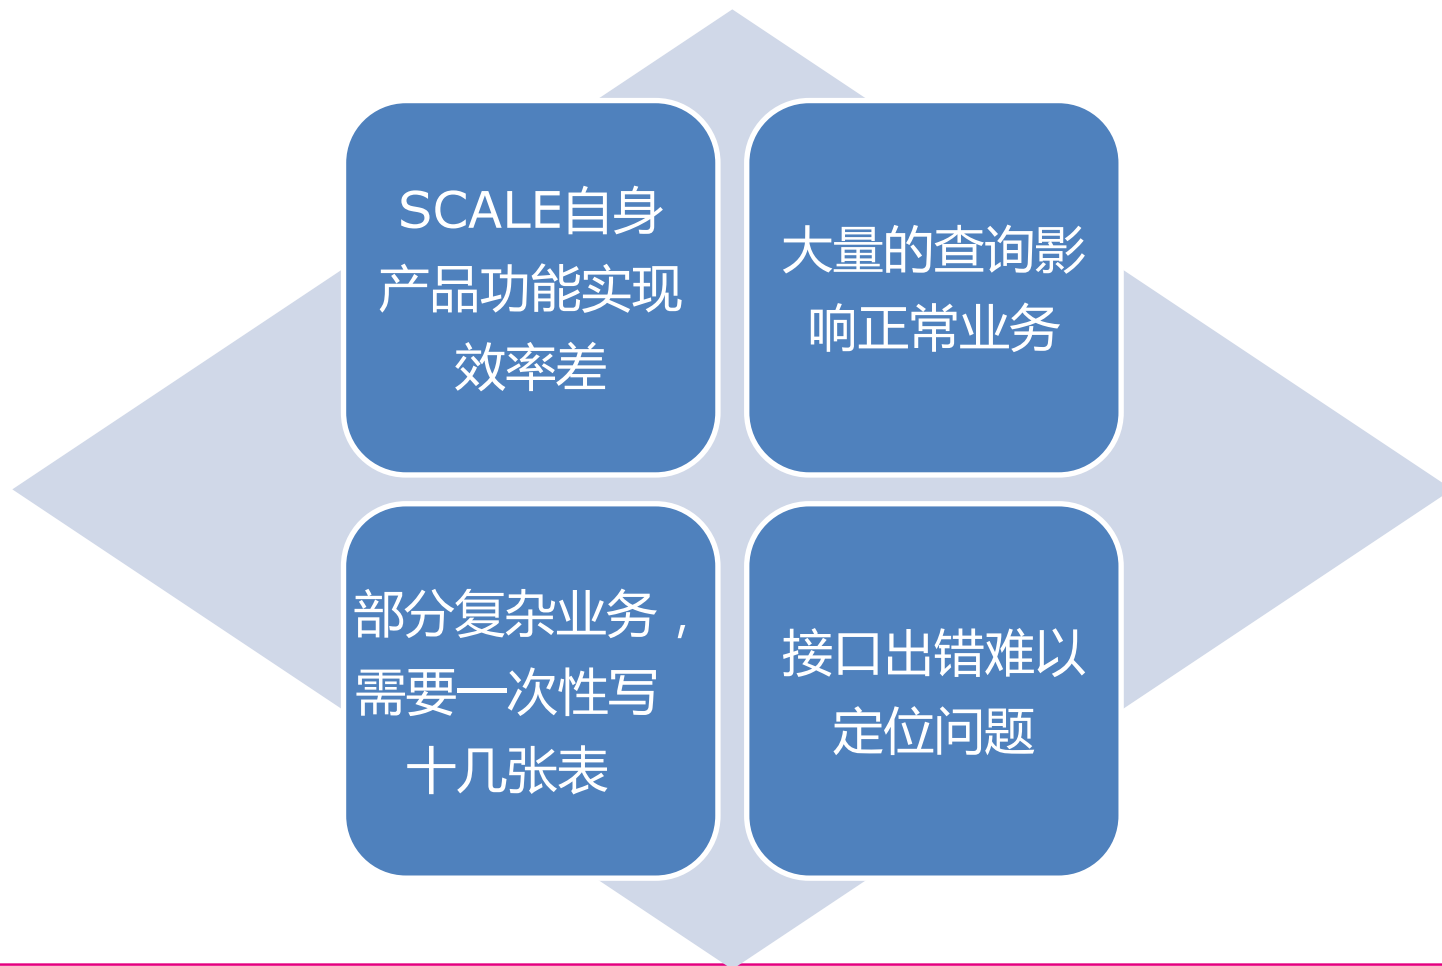 SCALE自身
产品功能实现
效率差
大量的查询影
响正常业务
部分复杂业务，
需要一次性写
十几张表
接口出错难以
定位问题